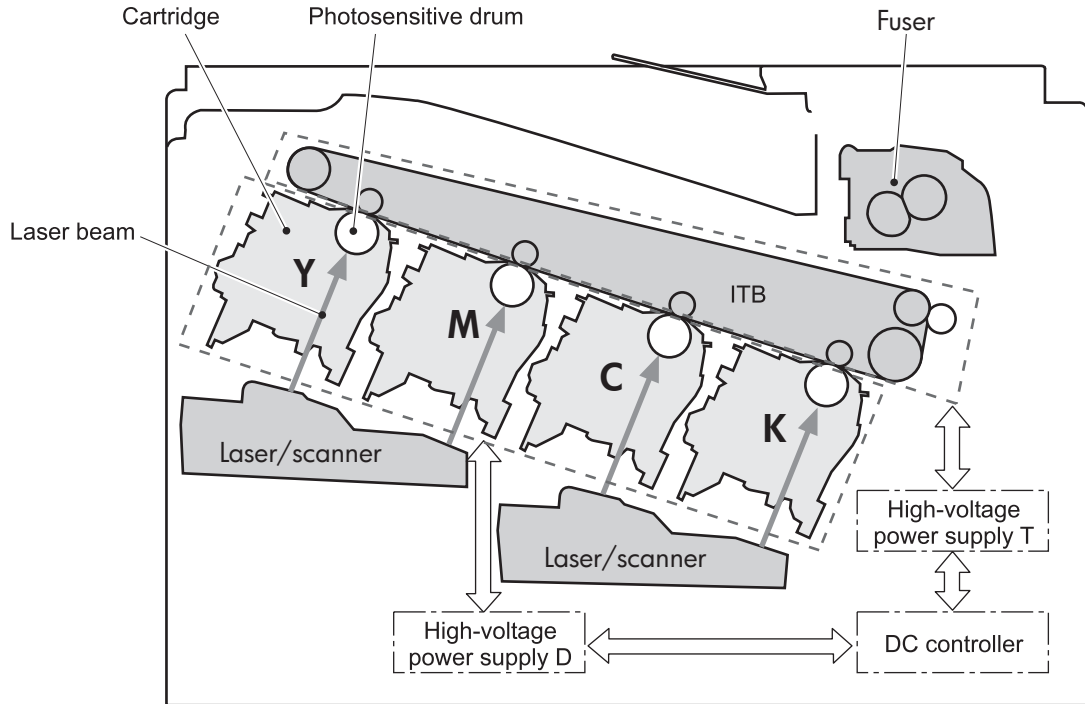 Cartridge
Photosensitive drum
Fuser
Laser beam
Y
M
C
K
ITB
Laser/scanner
Laser/scanner
High-voltage
power supply T
High-voltage
power supply D
DC controller